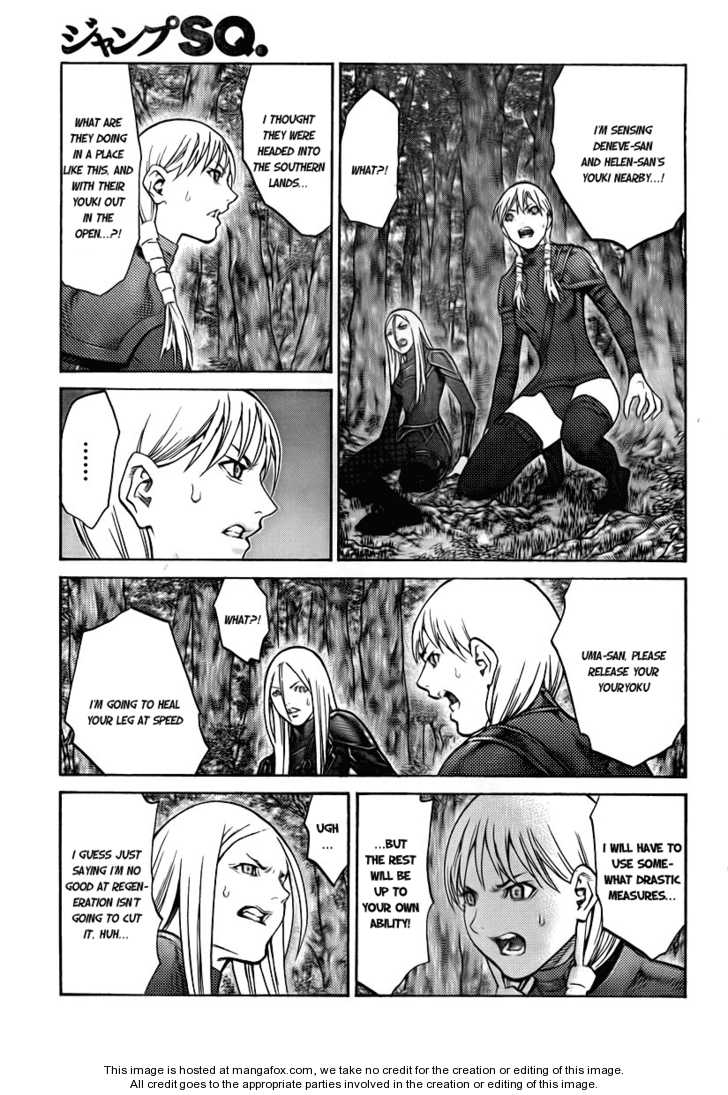 ジャンプSQ.
I'M SENSING
DENEVE-SAN
AND HELEN-SAN'S
YOUKI NEARBY...!
WHAT?!
I THOUGHT
THEY WERE
HEADED INTO
THE SOUTHERN
LANDS...
WHAT ARE
THEY DOING
IN A PLACE
LIKE THIS, AND
WITH THEIR
YOUKI OUT
IN THE
OPEN...?!
......
UMA-SAN, PLEASE
RELEASE YOUR
YOURYOKU
WHAT?!
I'M GOING TO HEAL
YOUR LEG AT SPEED
I WILL HAVE TO
USE SOME-
WHAT DRASTIC
MEASURES...
...BUT
THE REST
WILL BE
UP TO
YOUR OWN
ABILITY!
UGH
...
I GUESS JUST
SAYING I'M NO
GOOD AT REGEN-
ERATION ISN'T
GOING TO CUT
IT, HUH...
This image is hosted at mangafox.com, we take no credit for the creation or editing of this image.
All credit goes to the appropriate parties involved in the creation or editing of this image.